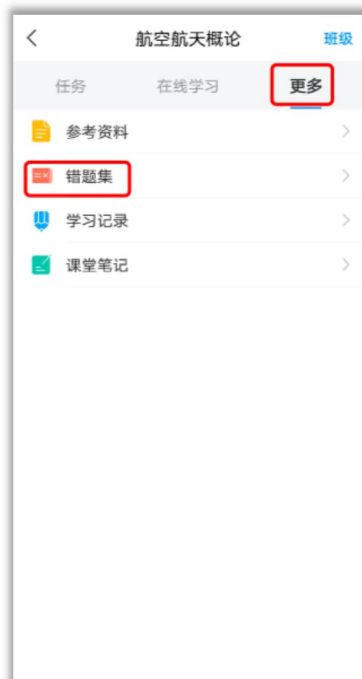 航空航天概论 班级
任务 在线学习 更多
参考资料
错题集
学习记录
课堂笔记